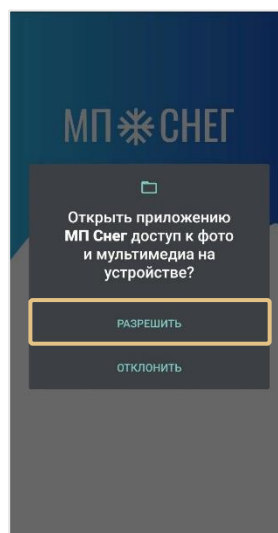 МП СНЕГ
Открыть приложению
МП Снег доступ к фото
и мультимедиа на
устройстве?
РАЗРЕШИТЬ
ОТКЛОНИТЬ